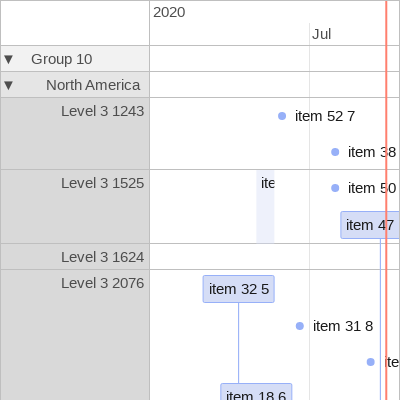 2020
Jul
▼ Group 10
▼ North America
Level 3 1243
item 52 7
item 38
Level 3 1525
ite
item 50
item 47
Level 3 1624
Level 3 2076
item 32 5
item 31 8
ite
item 18 6